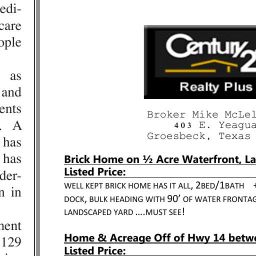 edi-
care
ople
as
and
ents
. A
has
has
der-
n in
ment
129
Century
2
Realty Plus
Broker Mike McLel
403 E. Yeagua
Groesbeck, Texas
Brick Home on ½ Acre Waterfront, La
Listed Price:
WELL KEPT BRICK HOME HAS IT ALL, 2BED/1BATH +
DOCK, BULK HEADING WITH 90' OF WATER FRONTAG
LANDSCAPED YARD ....MUST SEE!
Home & Acreage Off of Hwy 14 betwe
Listed Price: